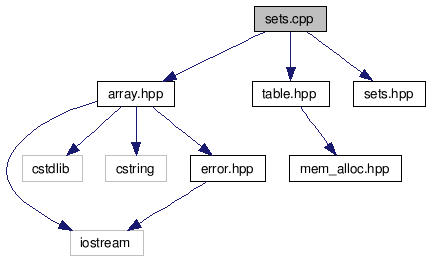 sets.cpp
array.hpp
table.hpp
sets.hpp
cstdlib
cstring
error.hpp
mem_alloc.hpp
iostream